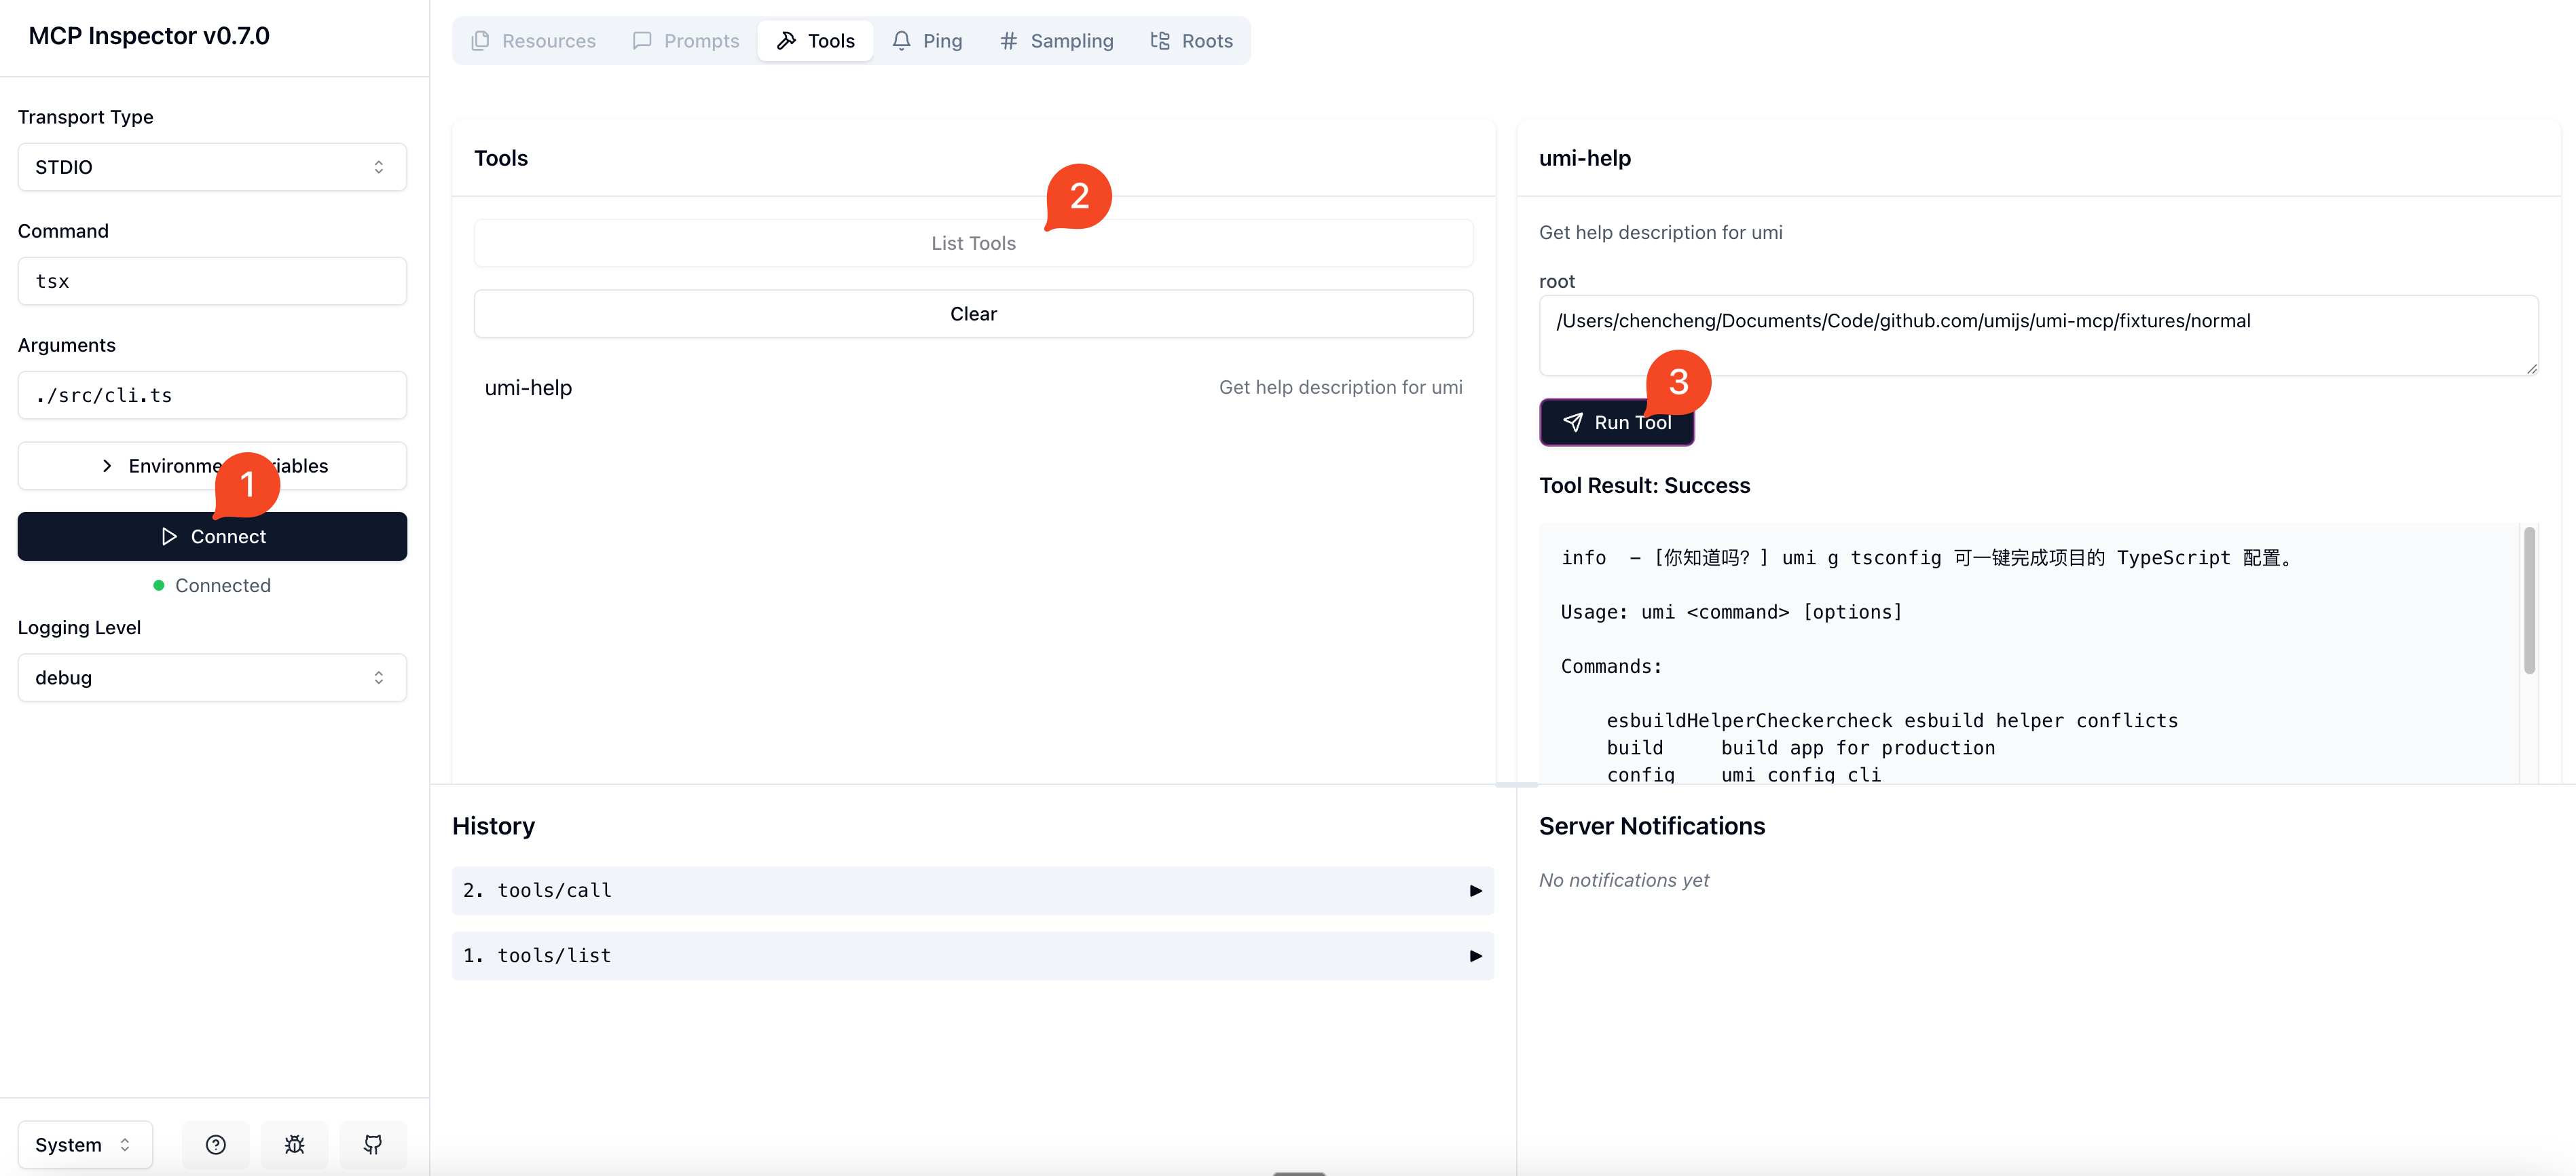 MCP Inspector v0.7.0
Transport Type
STDIO
Command
tsx
Arguments
./src/cli.ts
1
Connect
Connected
Logging Level
debug
System
Resources Prompts Tools Ping Sampling Roots
Tools
2
List Tools
Clear
umi-help Get help description for umi
umi-help
Get help description for umi
root
/Users/chencheng/Documents/Code/github.com/umijs/umi-mcp/fixtures/normal
3
Run Tool
Tool Result: Success
info - [你知道吗？] umi g tsconfig 可一键完成项目的 TypeScript 配置。
Usage: umi <command> [options]
Commands:
esbuildHelperCheckercheck esbuild helper conflicts
build build app for production
config umi config cli
History
2. tools/call
1. tools/list
Server Notifications
No notifications yet